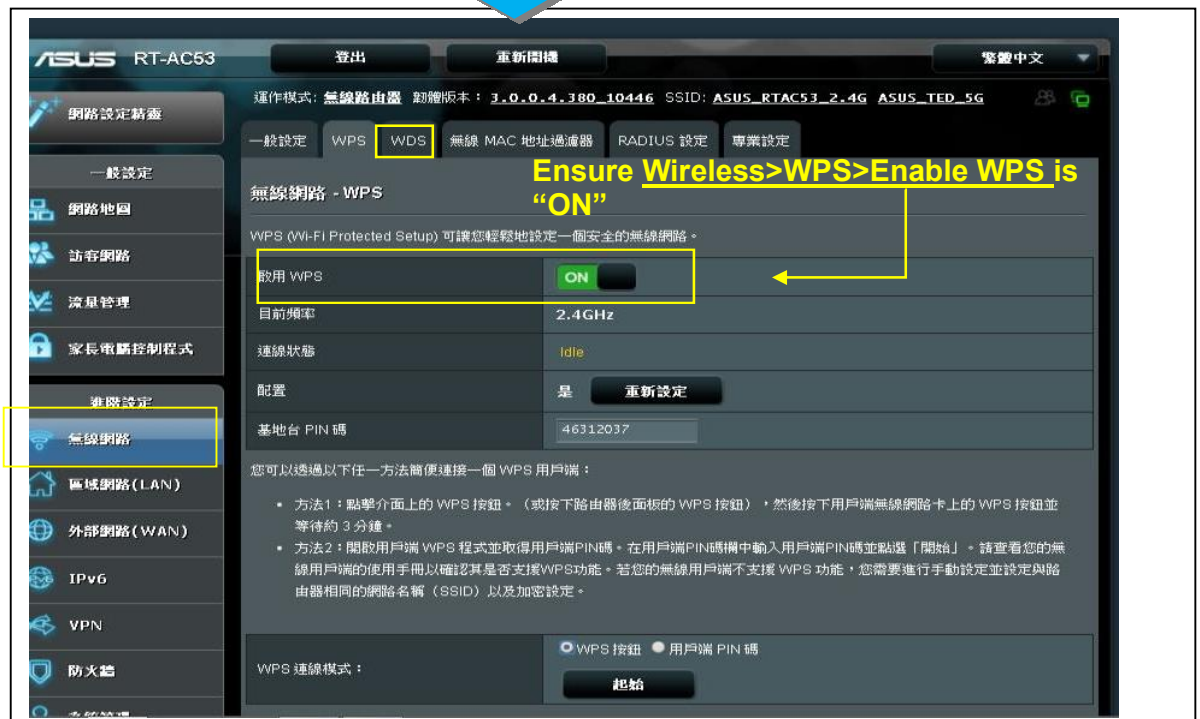 ASUS RT-AC53 登出 重新開機 繁體中文
網路設定精靈
運作模式: 無線路由器 韌體版本: 3.0.0.4.380_10446 SSID: ASUS_RTAC53_2.4G ASUS_TED_5G
一般設定 WPS WDS 無線 MAC 地址過濾器 RADIUS 設定 專業設定
一般設定
網路地圖
訪客網路
流量管理
家長電腦控制程式
進階設定
無線網路
區域網路(LAN)
外部網路(WAN)
IPv6
VPN
防火牆
系統管理
Ensure Wireless>WPS>Enable WPS is
“ON”
無線網路 - WPS
WPS (Wi-Fi Protected Setup) 可讓您輕鬆地設定一個安全的無線網路。
啟用 WPS ON
目前頻率 2.4GHz
連線狀態 Idle
配置 是 重新設定
基地台 PIN 碼 46312037
您可以透過以下任一方法簡便連接一個 WPS 用戶端:
• 方法1:點擊介面上的 WPS 按鈕。(或按下路由器後面板的 WPS 按鈕),然後按下用戶端無線網路卡上的 WPS 按鈕並
等待約 3 分鐘。
• 方法2:開啟用戶端 WPS 程式並取得用戶端PIN碼。在用戶端PIN碼欄中輸入用戶端PIN碼並點選「開始」。請查看您的無
線用戶端的使用手冊以確認其是否支援WPS功能。若您的無線用戶端不支援 WPS 功能,您需要進行手動設定並設定與路
由器相同的網路名稱(SSID)以及加密設定。
WPS 連線模式: WPS 按鈕 用戶端 PIN 碼
起始